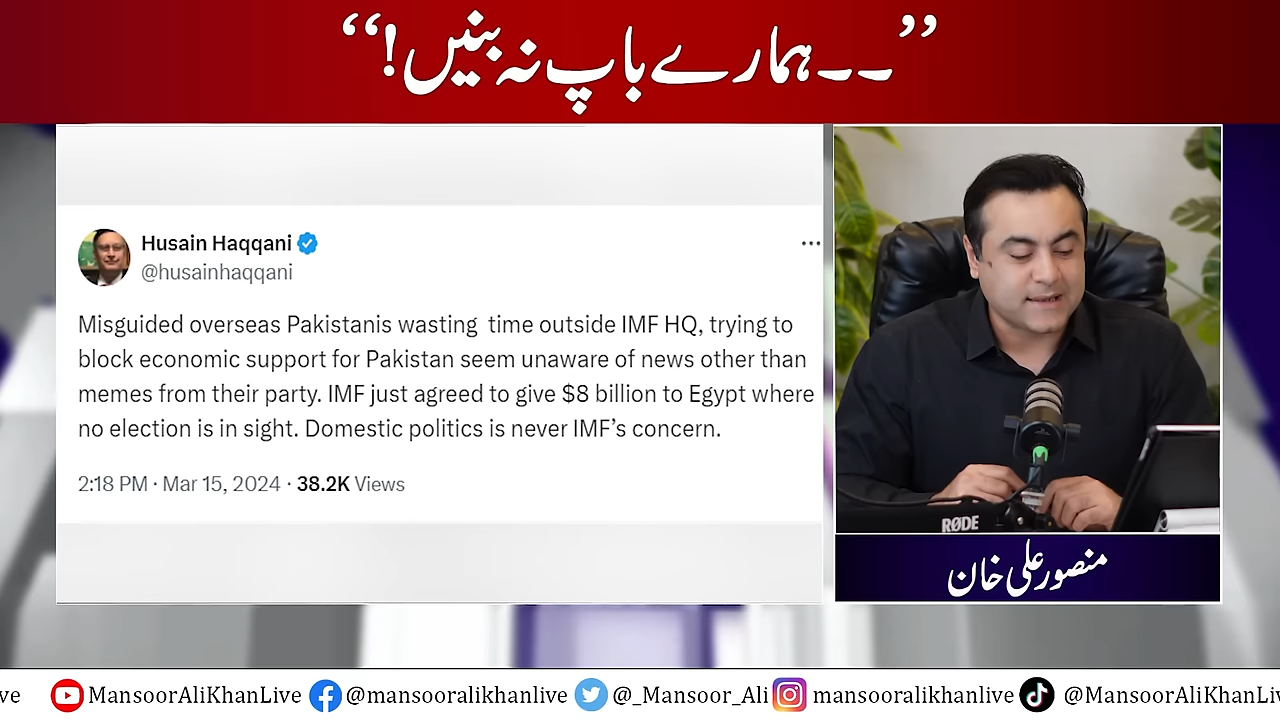 ”۔۔ہمارے باپ نہ بنیں!“
Husain Haqqani
@husainhaqqani
Misguided overseas Pakistanis wasting time outside IMF HQ, trying to
block economic support for Pakistan seem unaware of news other than
memes from their party. IMF just agreed to give $8 billion to Egypt where
no election is in sight. Domestic politics is never IMF’s concern.
2:18 PM · Mar 15, 2024 · 38.2K Views
RØDE
منصور علی خان
ve MansoorAliKhanLive @mansooralikhanlive @_Mansoor_Ali mansooralikhanlive @MansoorAliKhanLi